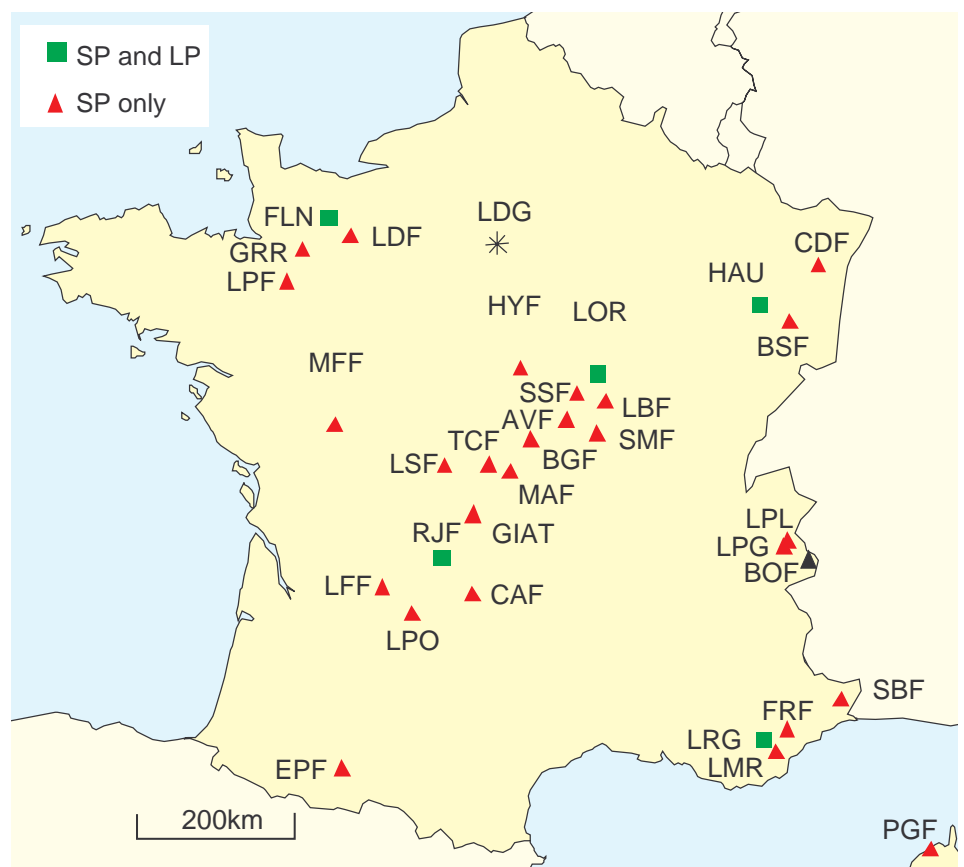 SP and LP
SP only
FLN
LDF
LDG
GRR
LPF
CDF
HAU
HYF
LOR
BSF
MFF
SSF
LBF
AVF
SMF
TCF
BGF
LSF
MAF
RJF
GIAT
LPL
LPG
BOF
LFF
CAF
LPO
SBF
FRF
LRG
LMR
EPF
200km
PGF